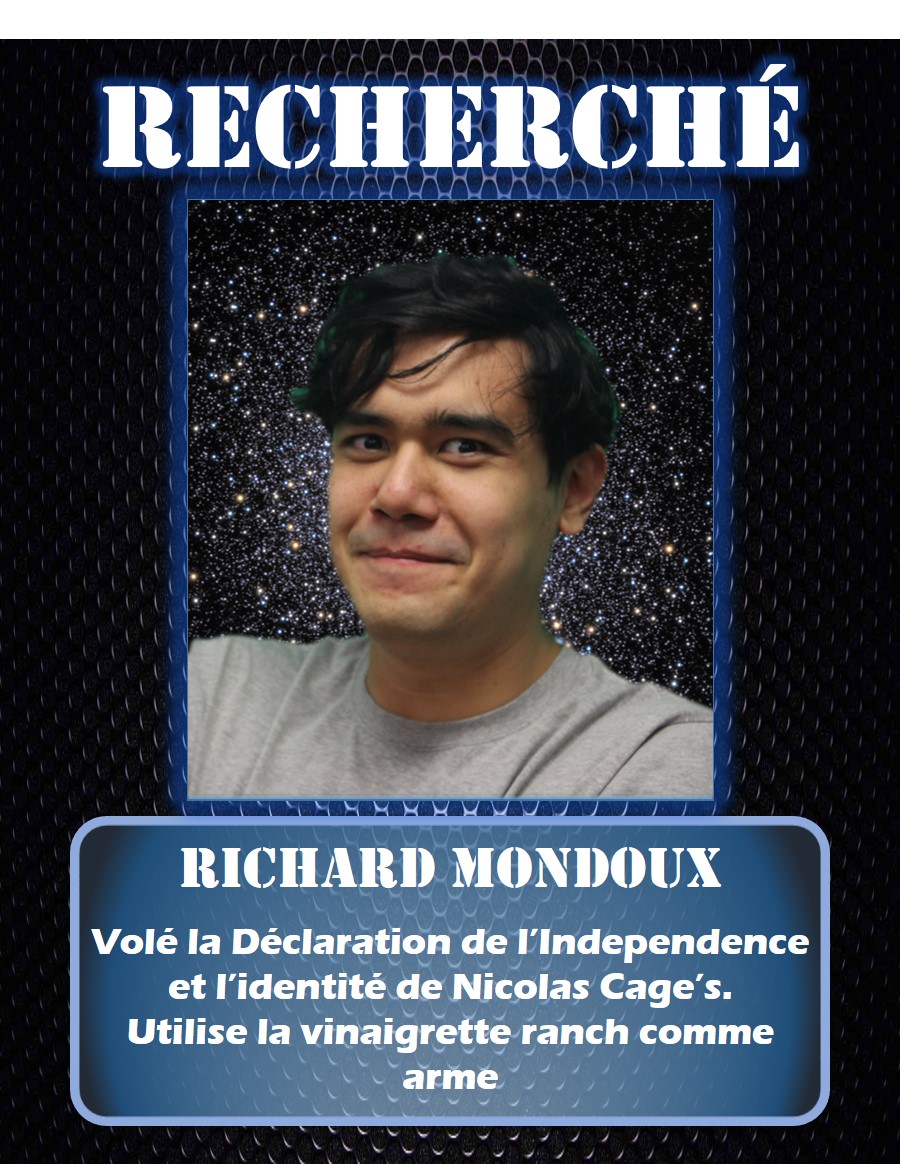 RECHERCHÉ
RICHARD MONDOUX
Volé la Déclaration de l'Independence
et l'identité de Nicolas Cage's.
Utilise la vinaigrette ranch comme
arme